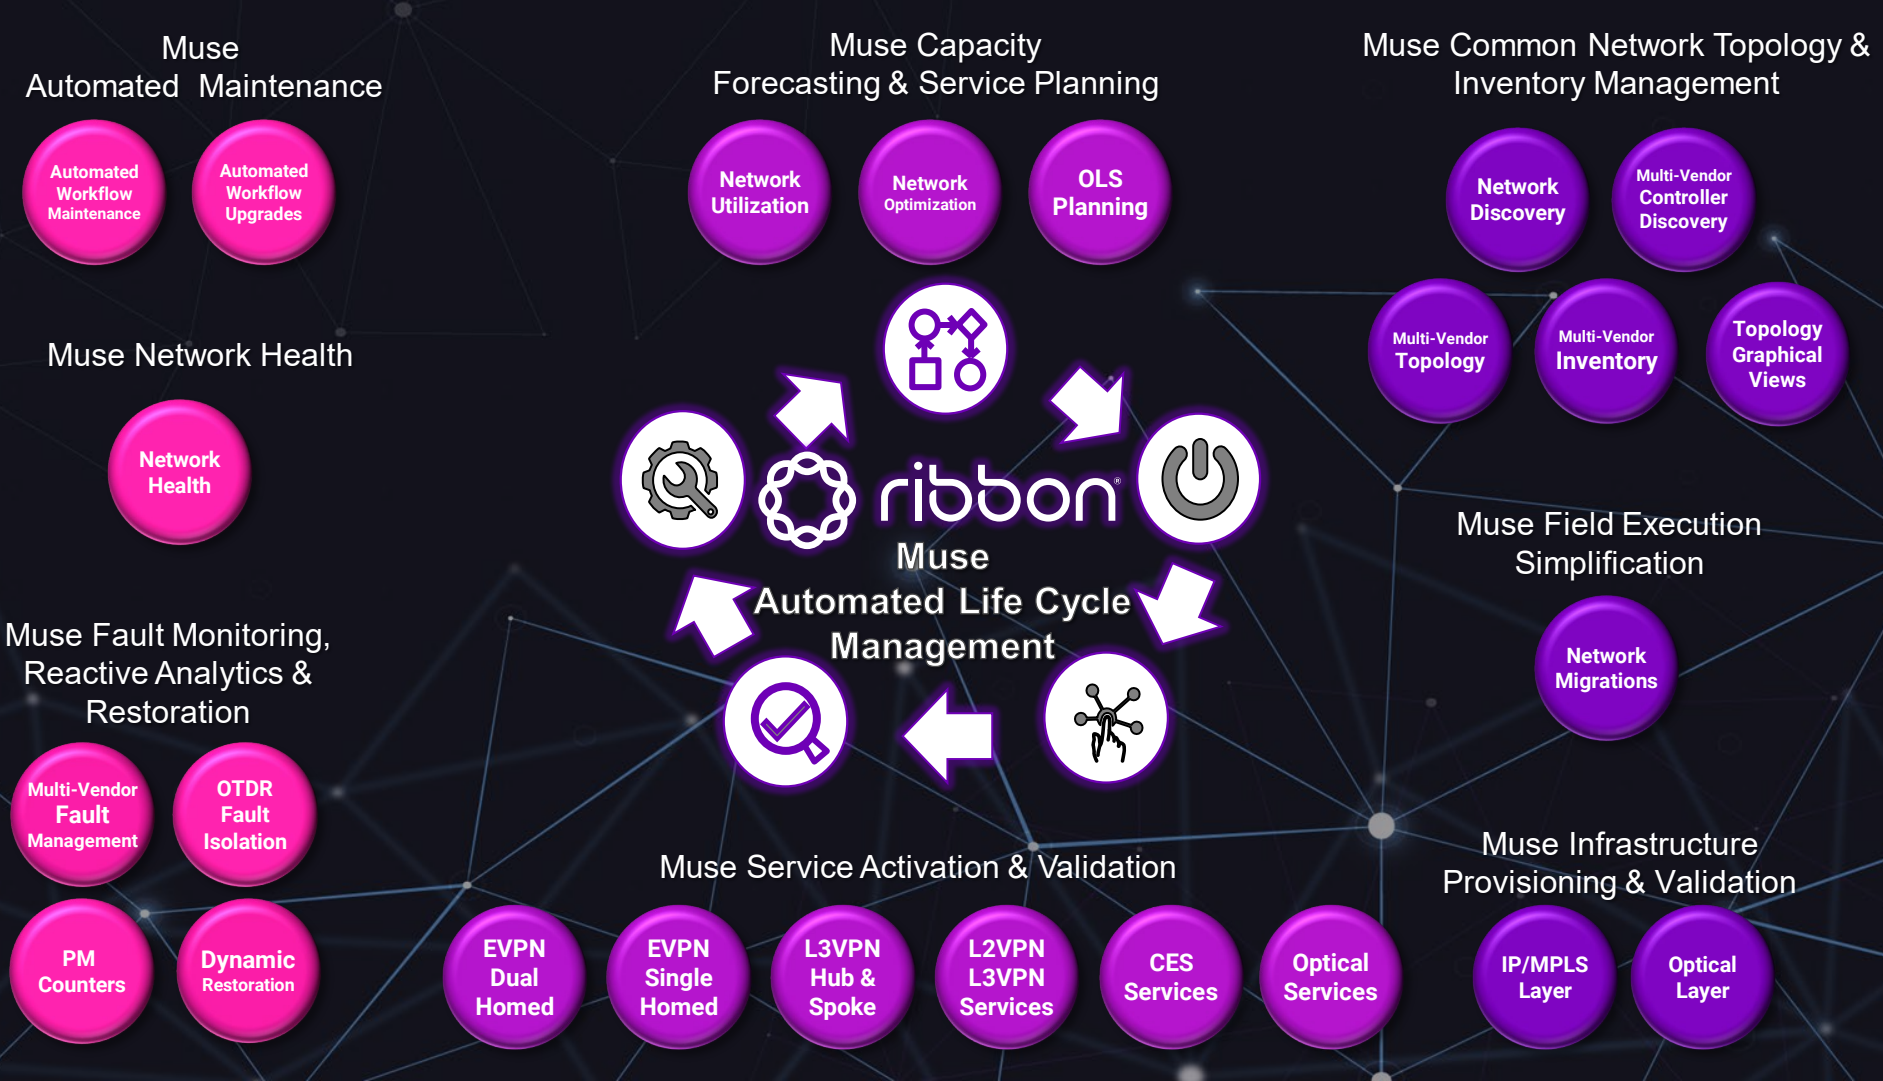 Muse
Automated Maintenance
Automated
Workflow
Maintenance
Automated
Workflow
Upgrades
Muse Capacity
Forecasting & Service Planning
Network
Utilization
Network
Optimization
OLS
Planning
Muse Common Network Topology &
Inventory Management
Network
Discovery
Multi-Vendor
Controller
Discovery
Multi-Vendor
Topology
Multi-Vendor
Inventory
Topology
Graphical
Views
Muse Network Health
Network
Health
ribbon®
Muse
Automated Life Cycle
Management
Muse Field Execution
Simplification
Network
Migrations
Muse Fault Monitoring,
Reactive Analytics &
Restoration
Multi-Vendor
Fault
Management
OTDR
Fault
Isolation
PM
Counters
Dynamic
Restoration
Muse Service Activation & Validation
EVPN
Dual
Homed
EVPN
Single
Homed
L3VPN
Hub &
Spoke
L2VPN
L3VPN
Services
CES
Services
Optical
Services
Muse Infrastructure
Provisioning & Validation
IP/MPLS
Layer
Optical
Layer